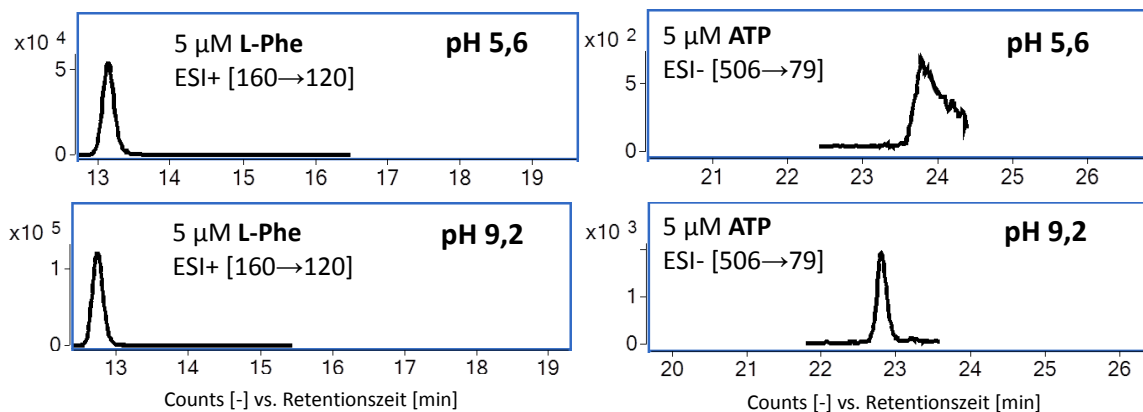 x10 4
5 µM L-Phe
pH 5,6
ESI+ [160→120]
5
0
13 14 15 16 17 18 19
x10 2
5 µM ATP
pH 5,6
ESI- [506→79]
5
0
21 22 23 24 25 26
x10 5
5 µM L-Phe
pH 9,2
ESI+ [160→120]
1
0
13 14 15 16 17 18 19
Counts [-] vs. Retentionszeit [min]
x10 3
5 µM ATP
pH 9,2
ESI- [506→79]
1
0
20 21 22 23 24 25 26
Counts [-] vs. Retentionszeit [min]